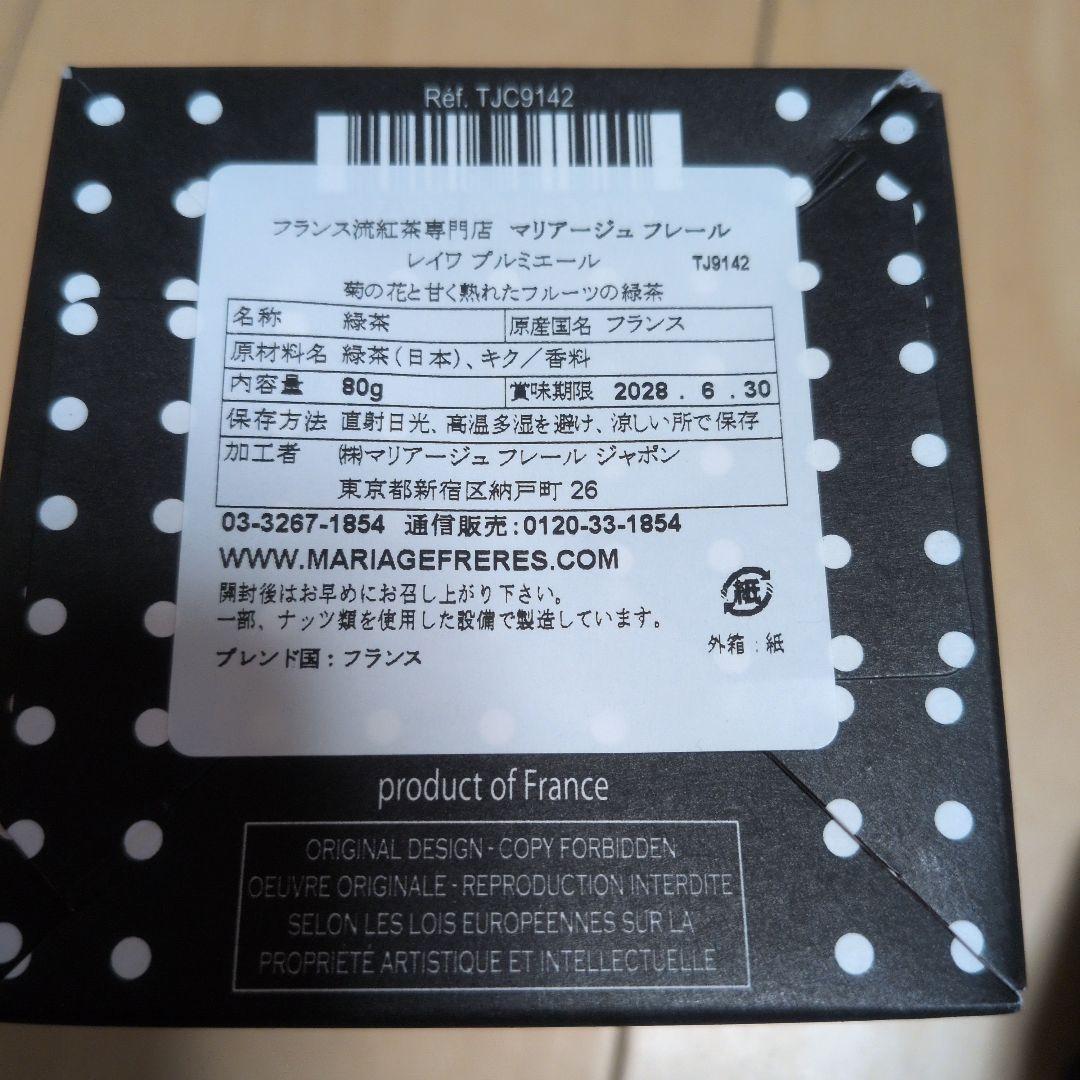 Réf. TJC9142
フランス流紅茶専門店 マリアージュ フレール
レイワ プルミエール TJ9142
菊の花と甘く熟れたフルーツの緑茶
名称 緑茶 原産国名 フランス
原材料名 緑茶(日本)、キク/香料
内容量 80g 賞味期限 2028 . 6 . 30
保存方法 直射日光、高温多湿を避け、涼しい所で保存
加工者 ㈱マリアージュ フレール ジャポン
東京都新宿区納戸町 26
03-3267-1854 通信販売:0120-33-1854
WWW.MARIAGEFRERES.COM
開封後はお早めにお召し上がり下さい。
一部、ナッツ類を使用した設備で製造しています。
紙
外箱:紙
ブレンド国:フランス
product of France
ORIGINAL DESIGN - COPY FORBIDDEN
OEUVRE ORIGINALE - REPRODUCTION INTERDITE
SELON LES LOIS EUROPÉENNES SUR LA
PROPRIÉTÉ ARTISTIQUE ET INTELLECTUELLE